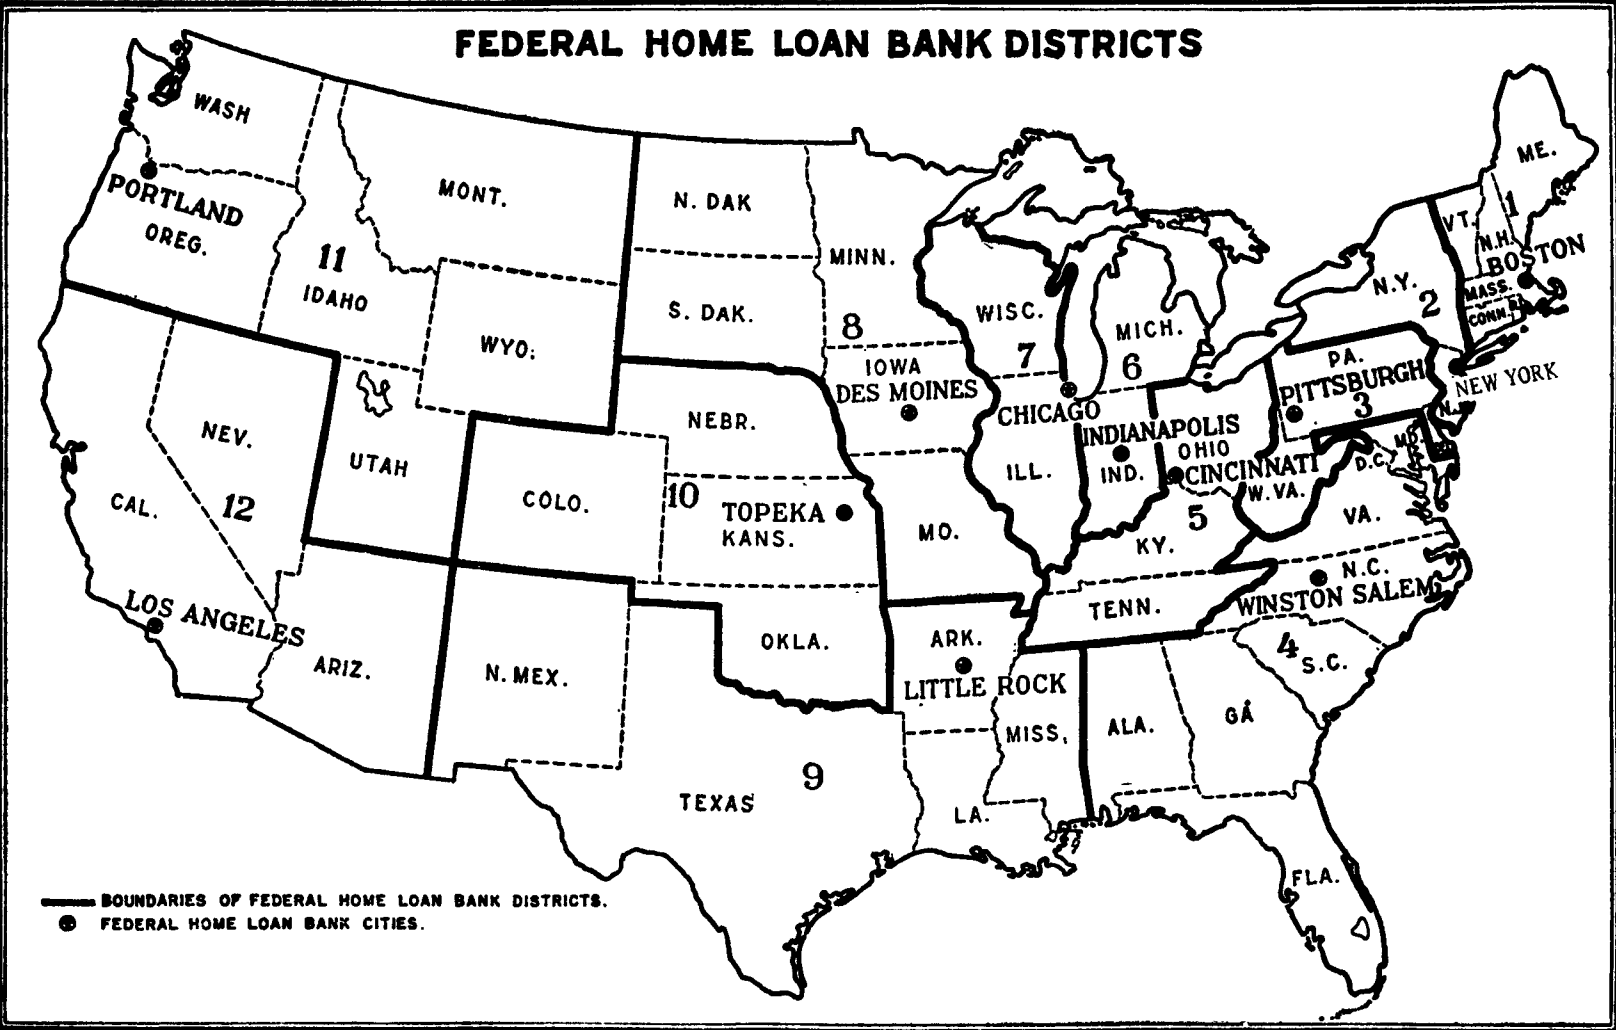 FEDERAL HOME LOAN BANK DISTRICTS
WASH
PORTLAND
OREG.
MONT.
11
IDAHO
WYO.
N. DAK
S. DAK.
MINN.
8
IOWA
DES MOINES
WISC.
7
MICH.
6
CHICAGO
ILL.
INDIANAPOLIS
IND.
OHIO
CINCINNATI
W. VA.
5
KY.
ME.
VT.
1
N.H.
BOSTON
MASS.
CONN.
R.I.
N.Y.
2
PA.
PITTSBURGH
3
NEW YORK
N.J.
MD.
D.C.
VA.
NEV.
12
CAL.
LOS ANGELES
UTAH
ARIZ.
COLO.
N. MEX.
NEBR.
10
TOPEKA
KANS.
OKLA.
MO.
ARK.
LITTLE ROCK
TENN.
N.C.
WINSTON SALEM
4
S.C.
MISS.
ALA.
GA
9
TEXAS
LA.
FLA.
BOUNDARIES OF FEDERAL HOME LOAN BANK DISTRICTS.
FEDERAL HOME LOAN BANK CITIES.